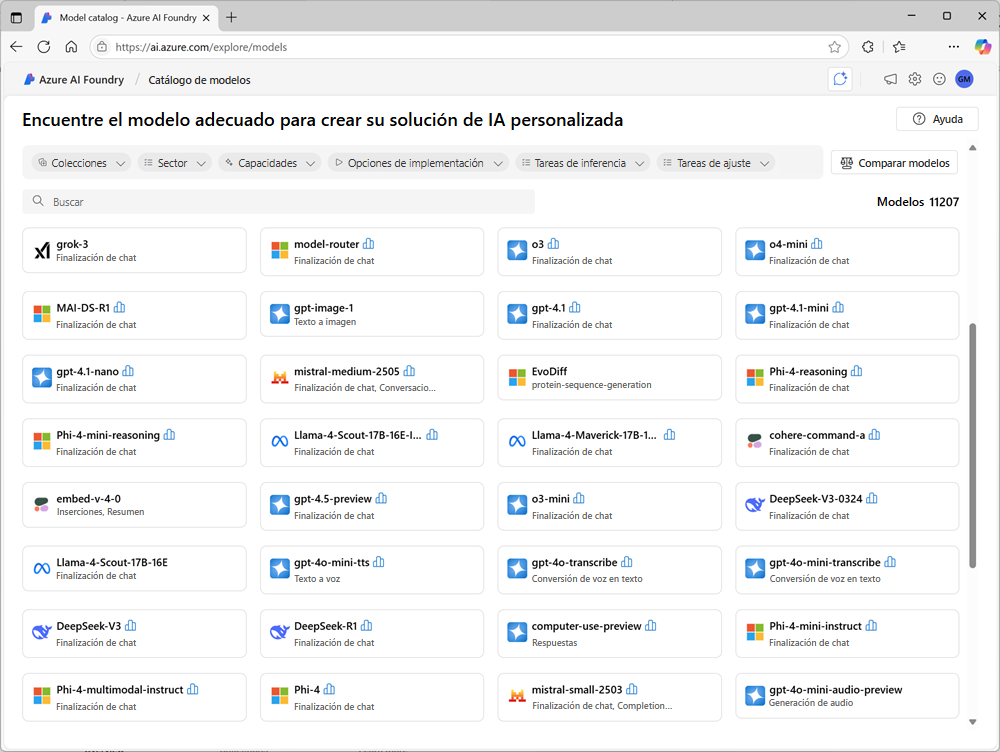 Model catalog - Azure AI Foundry
https://ai.azure.com/explore/models
Azure AI Foundry / Catálogo de modelos
GM
Encuentre el modelo adecuado para crear su solución de IA personalizada
Ayuda
Colecciones Sector Capacidades Opciones de implementación Tareas de inferencia Tareas de ajuste Comparar modelos
Buscar
Modelos 11207
grok-3
Finalización de chat
model-router
Finalización de chat
o3
Finalización de chat
o4-mini
Finalización de chat
MAI-DS-R1
Finalización de chat
gpt-image-1
Texto a imagen
gpt-4.1
Finalización de chat
gpt-4.1-mini
Finalización de chat
gpt-4.1-nano
Finalización de chat
mistral-medium-2505
Finalización de chat, Conversacio...
EvoDiff
protein-sequence-generation
Phi-4-reasoning
Finalización de chat
Phi-4-mini-reasoning
Finalización de chat
Llama-4-Scout-17B-16E-I...
Finalización de chat
Llama-4-Maverick-17B-1...
Finalización de chat
cohere-command-a
Finalización de chat
embed-v-4-0
Inserciones, Resumen
gpt-4.5-preview
Finalización de chat
o3-mini
Finalización de chat
DeepSeek-V3-0324
Finalización de chat
Llama-4-Scout-17B-16E
Finalización de chat
gpt-4o-mini-tts
Texto a voz
gpt-4o-transcribe
Conversión de voz en texto
gpt-4o-mini-transcribe
Conversión de voz en texto
DeepSeek-V3
Finalización de chat
DeepSeek-R1
Finalización de chat
computer-use-preview
Respuestas
Phi-4-mini-instruct
Finalización de chat
Phi-4-multimodal-instruct
Finalización de chat
Phi-4
Finalización de chat
mistral-small-2503
Finalización de chat, Completion...
gpt-4o-mini-audio-preview
Generación de audio